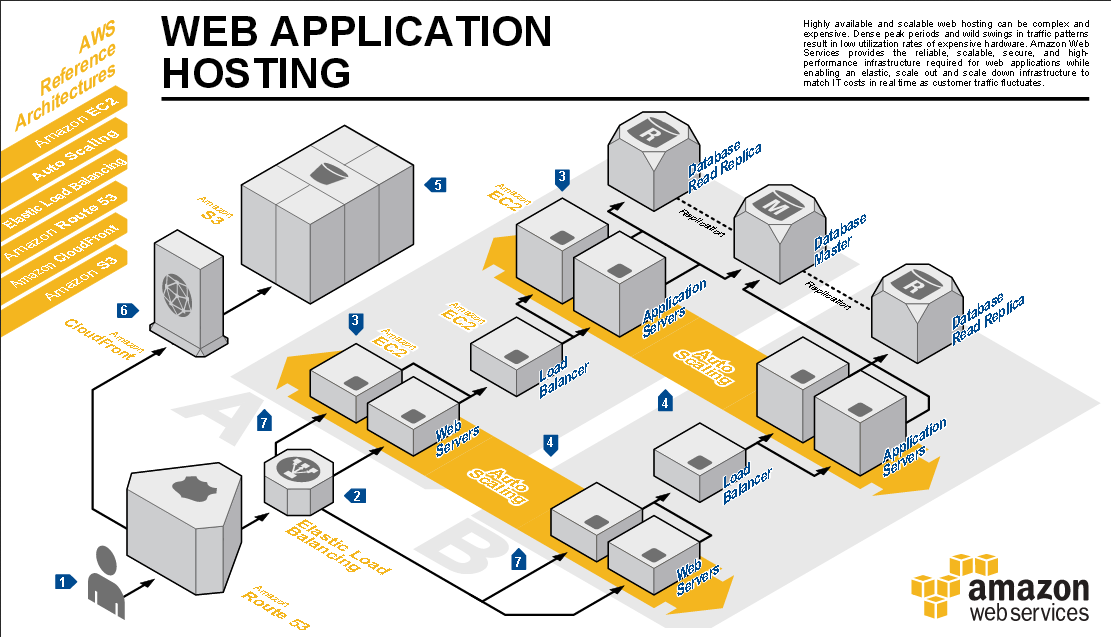 AWS
Reference
Architectures
Amazon EC2
Auto Scaling
Elastic Load Balancing
Amazon Route 53
Amazon CloudFront
Amazon S3
WEB APPLICATION
HOSTING
Highly available and scalable web hosting can be complex and
expensive. Dense peak periods and wild swings in traffic patterns
result in low utilization rates of expensive hardware. Amazon Web
Services provides the reliable, scalable, secure, and high-
performance infrastructure required for web applications while
enabling an elastic, scale out and scale down infrastructure to
match IT costs in real time as customer traffic fluctuates.
R
Database
Read Replica
3
5
Amazon
EC2
Amazon
S3
Replication
M
Database
Master
R
Replication
Database
Read Replica
Application
Servers
6
Amazon
CloudFront
3
Amazon
EC2
Amazon
EC2
Load
Balancer
Auto
Scaling
4
A
7
Web
Servers
4
Application
Servers
Load
Balancer
Auto
Scaling
2
Elastic Load
Balancing
B
7
Web
Servers
1
Amazon
Route 53
amazon
web services